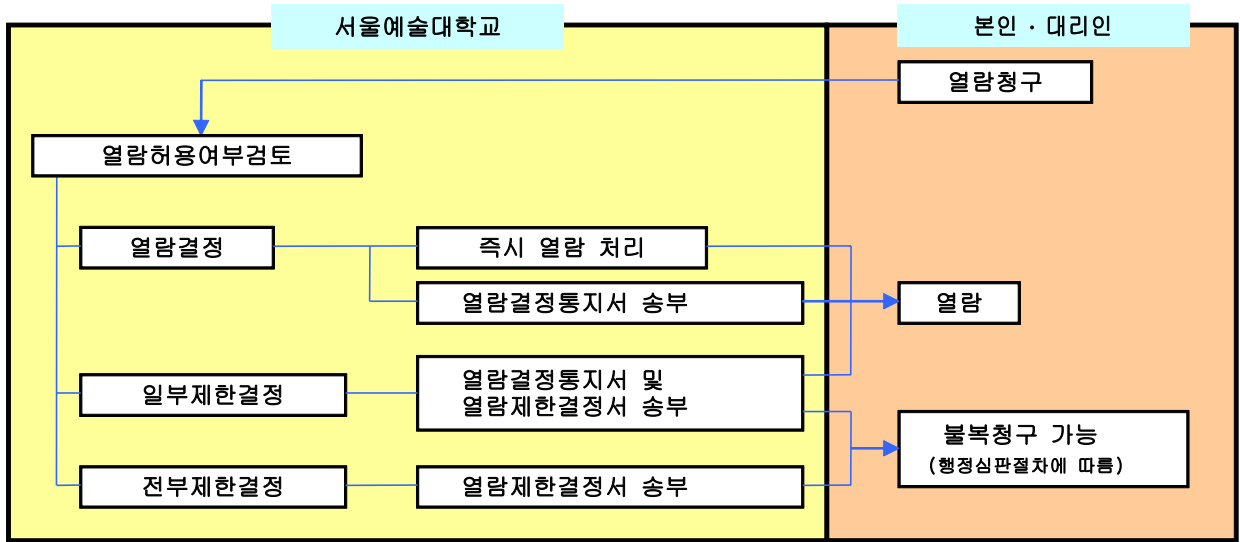 서울예술대학교
본인 · 대리인
열람청구
열람허용여부검토
열람결정
즉시 열람 처리
열람결정통지서 송부
열람
일부제한결정
열람결정통지서 및
열람제한결정서 송부
불복청구 가능
(행정심판절차에 따름)
전부제한결정
열람제한결정서 송부